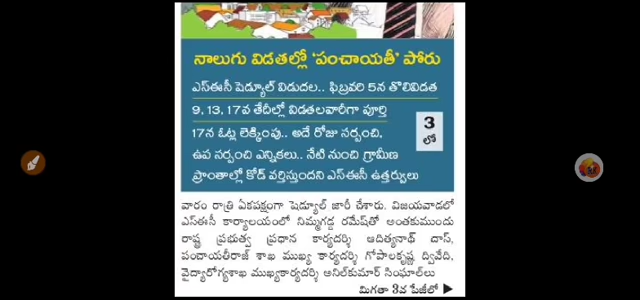 నాలుగు విడతల్లో ‘పంచాయతీ’ పోరు
ఎస్ఈసీ షెడ్యూల్ విడుదల.. ఫిబ్రవరి 5న తొలివిడత
9, 13, 17వ తేదీల్లో విడతలవారీగా పూర్తి
17న ఓట్ల లెక్కింపు.. అదే రోజు సర్పంచి,
ఉప సర్పంచి ఎన్నికలు.. నేటి నుంచి గ్రామీణ
ప్రాంతాల్లో కోడ్ వర్తిస్తుందని ఎస్ఈసీ ఉత్తర్వులు
3
లో
వారం రాత్రి ఏకపక్షంగా షెడ్యూల్ జారీ చేశారు. విజయవాడలో
ఎస్ఈసీ కార్యాలయంలో నిమ్మగడ్డ రమేష్‌తో అంతకుముందు
రాష్ట్ర ప్రభుత్వ ప్రధాన కార్యదర్శి ఆదిత్యనాథ్ దాస్,
పంచాయతీరాజ్ శాఖ ముఖ్య కార్యదర్శి గోపాలకృష్ణ ద్వివేది,
వైద్యారోగ్యశాఖ ముఖ్యకార్యదర్శి అనిల్‌కుమార్ సింఘాల్‌లు
మిగతా 3వ పేజీలో ▶